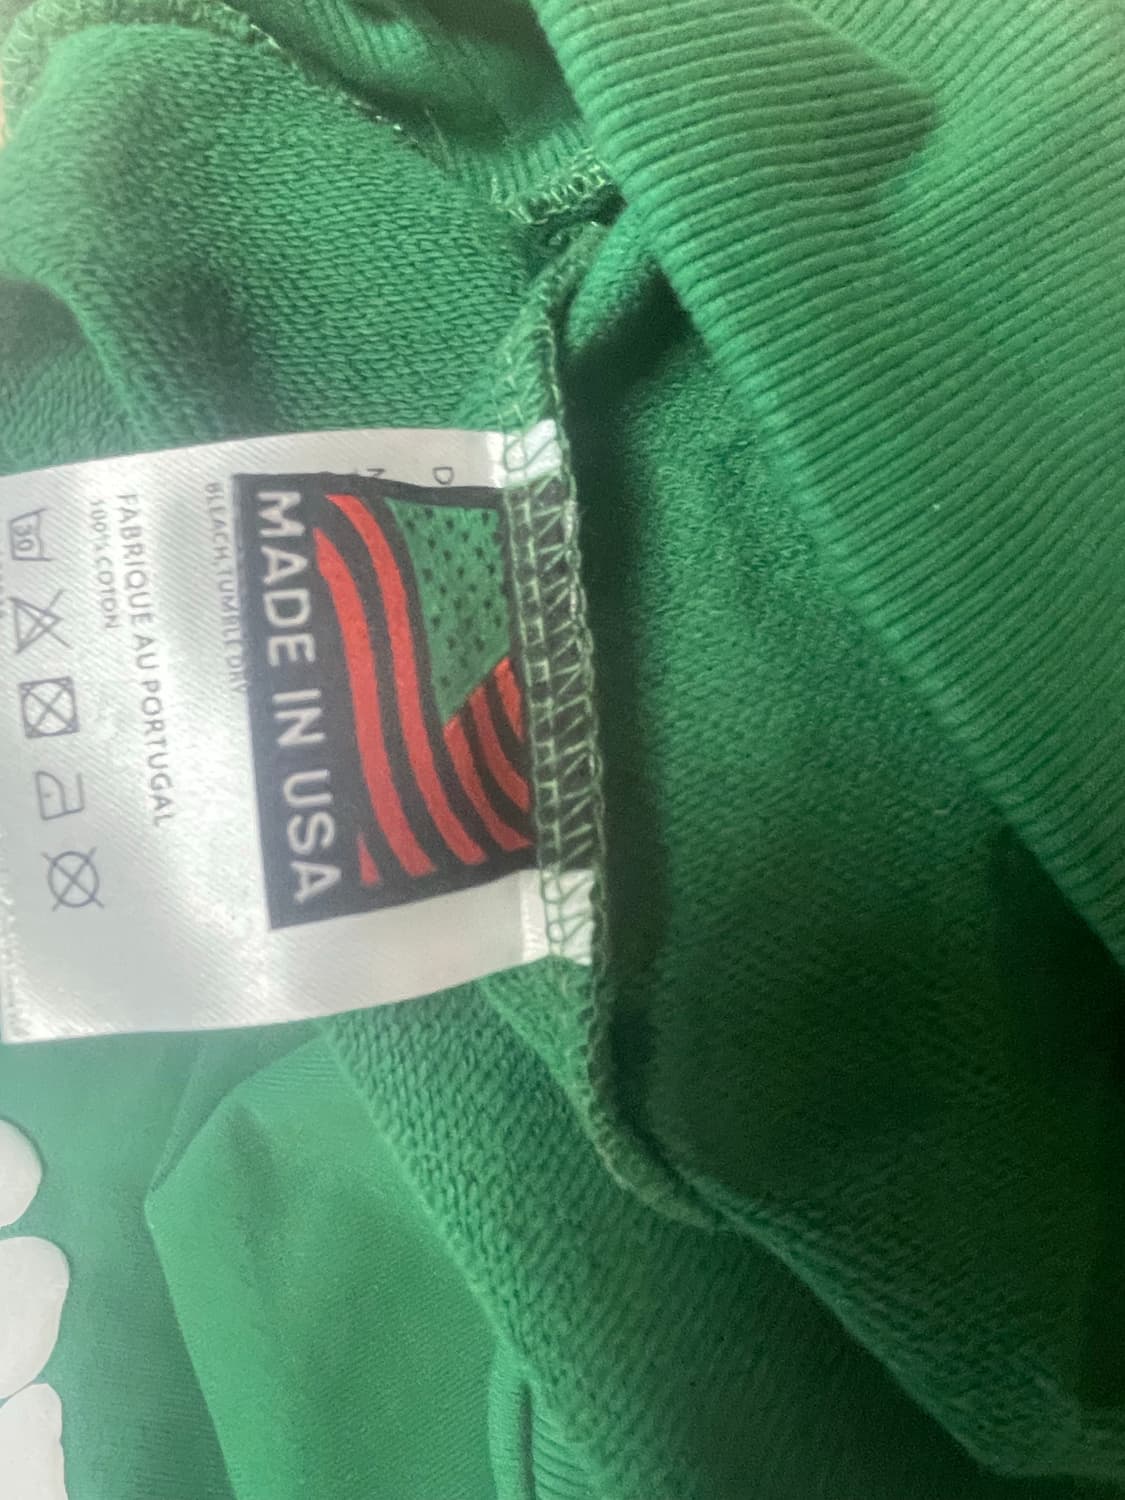 MADE IN USA
BLEACH, TUMBLE DRY
FABRIQUE AU PORTUGAL
100% COTON
30